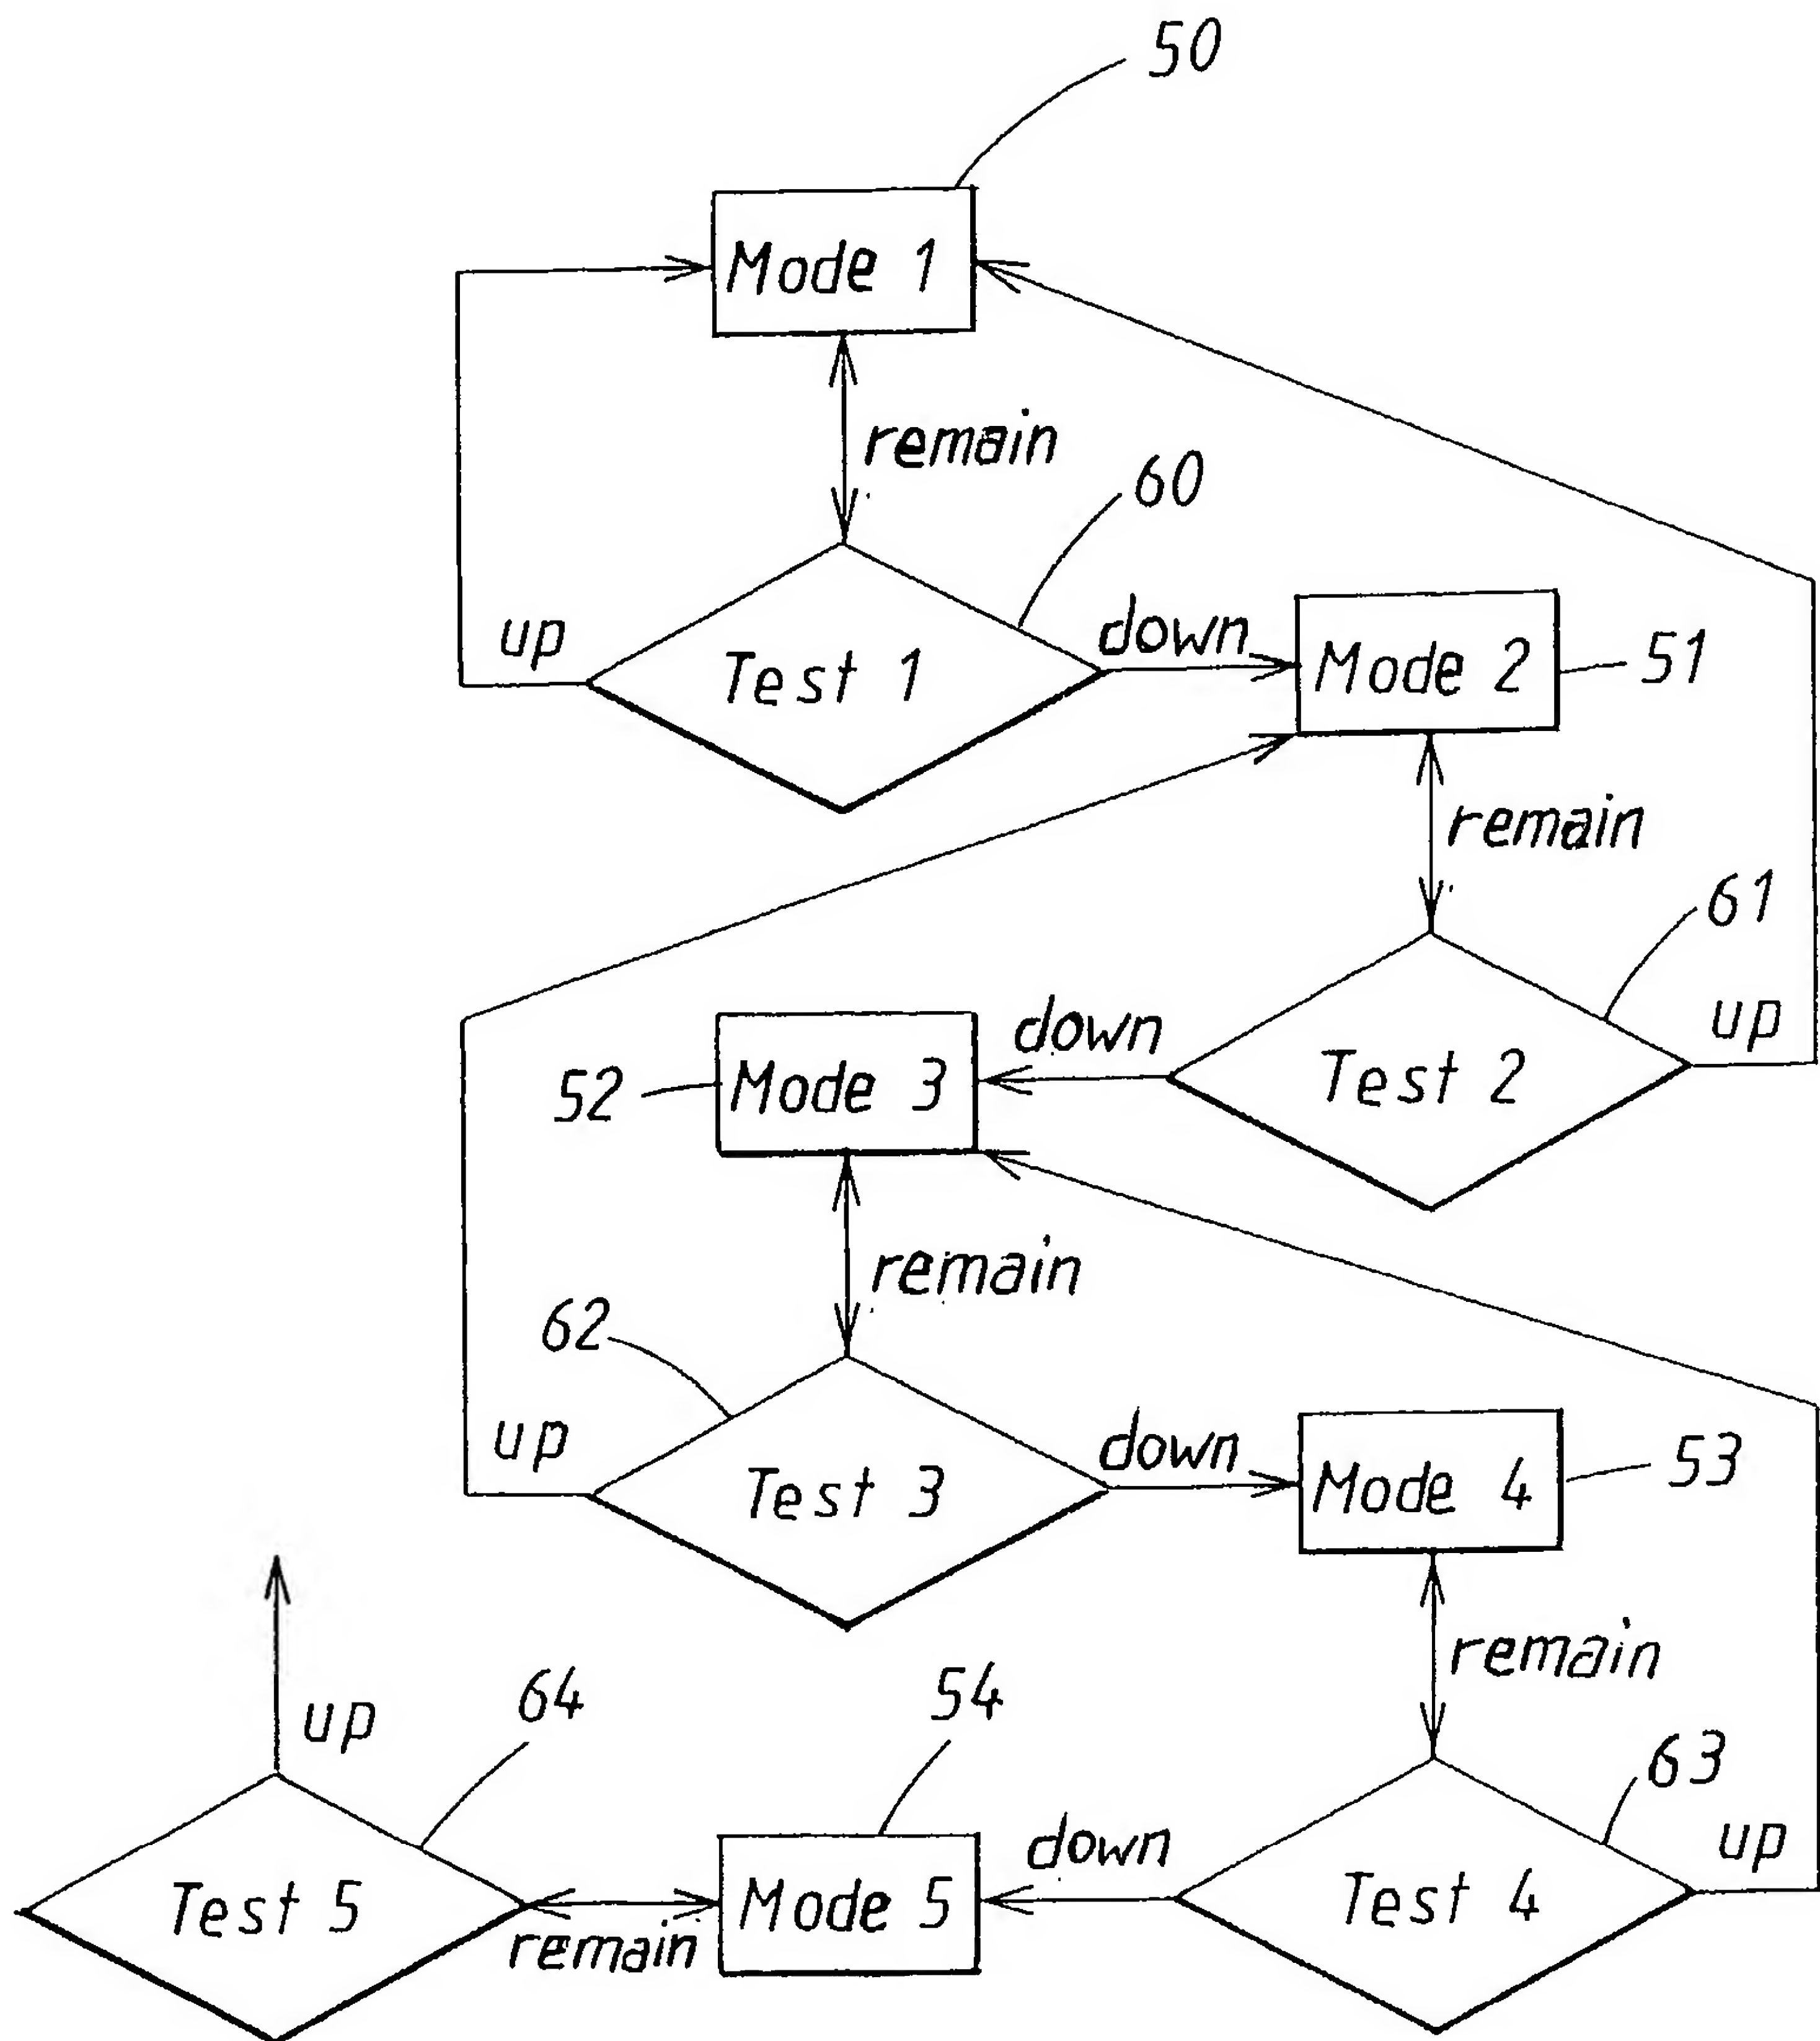 50
Mode 1
remain
60
up
Test 1
down
Mode 2
51
remain
61
52
Mode 3
down
Test 2
up
remain
62
up
Test 3
down
Mode 4
53
remain
64
54
63
up
Test 5
remain
Mode 5
down
Test 4
up